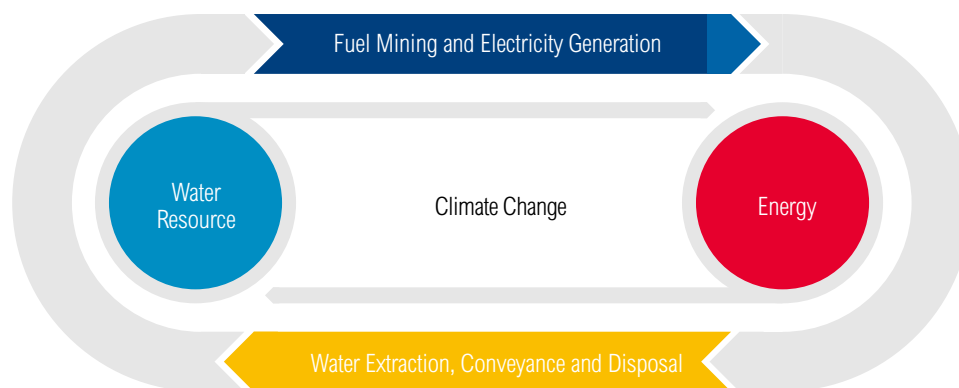 Fuel Mining and Electricity Generation
Water
Resource
Climate Change
Energy
Water Extraction, Conveyance and Disposal